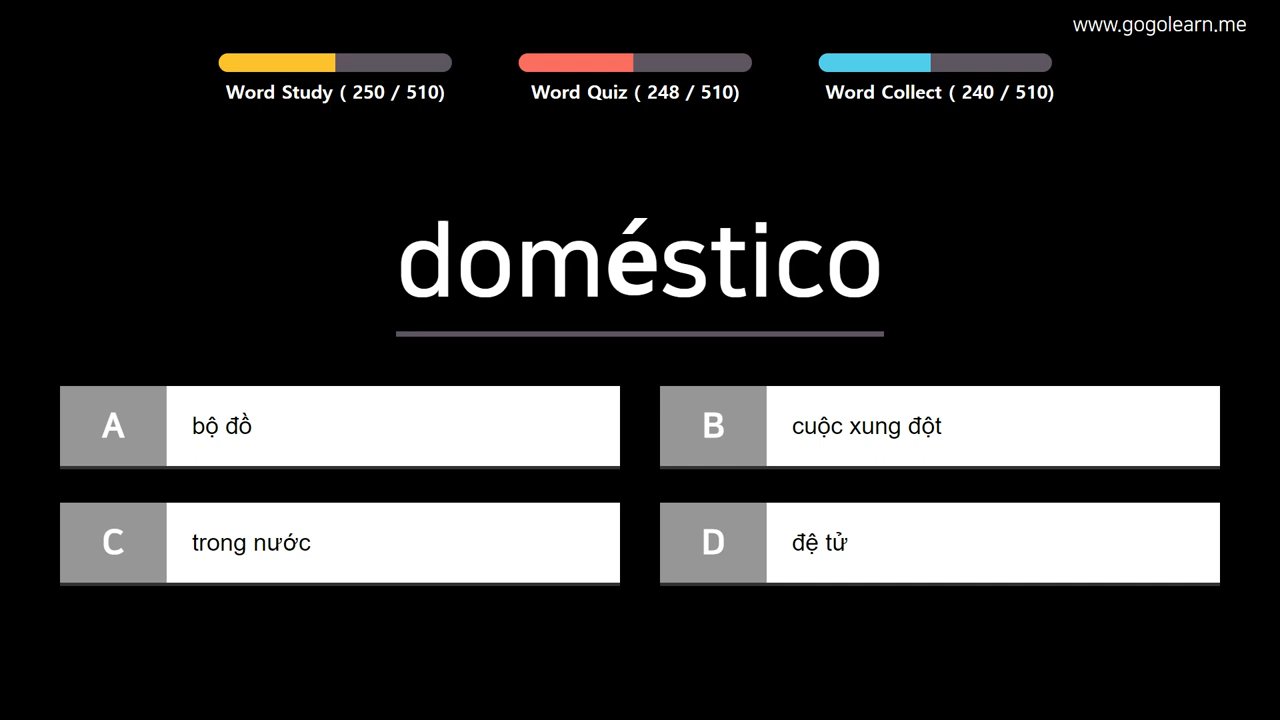 www.gogolearn.me
Word Study ( 250 / 510)
Word Quiz ( 248 / 510)
Word Collect ( 240 / 510)
doméstico
A
bộ đồ
B
cuộc xung đột
C
trong nước
D
đệ tử